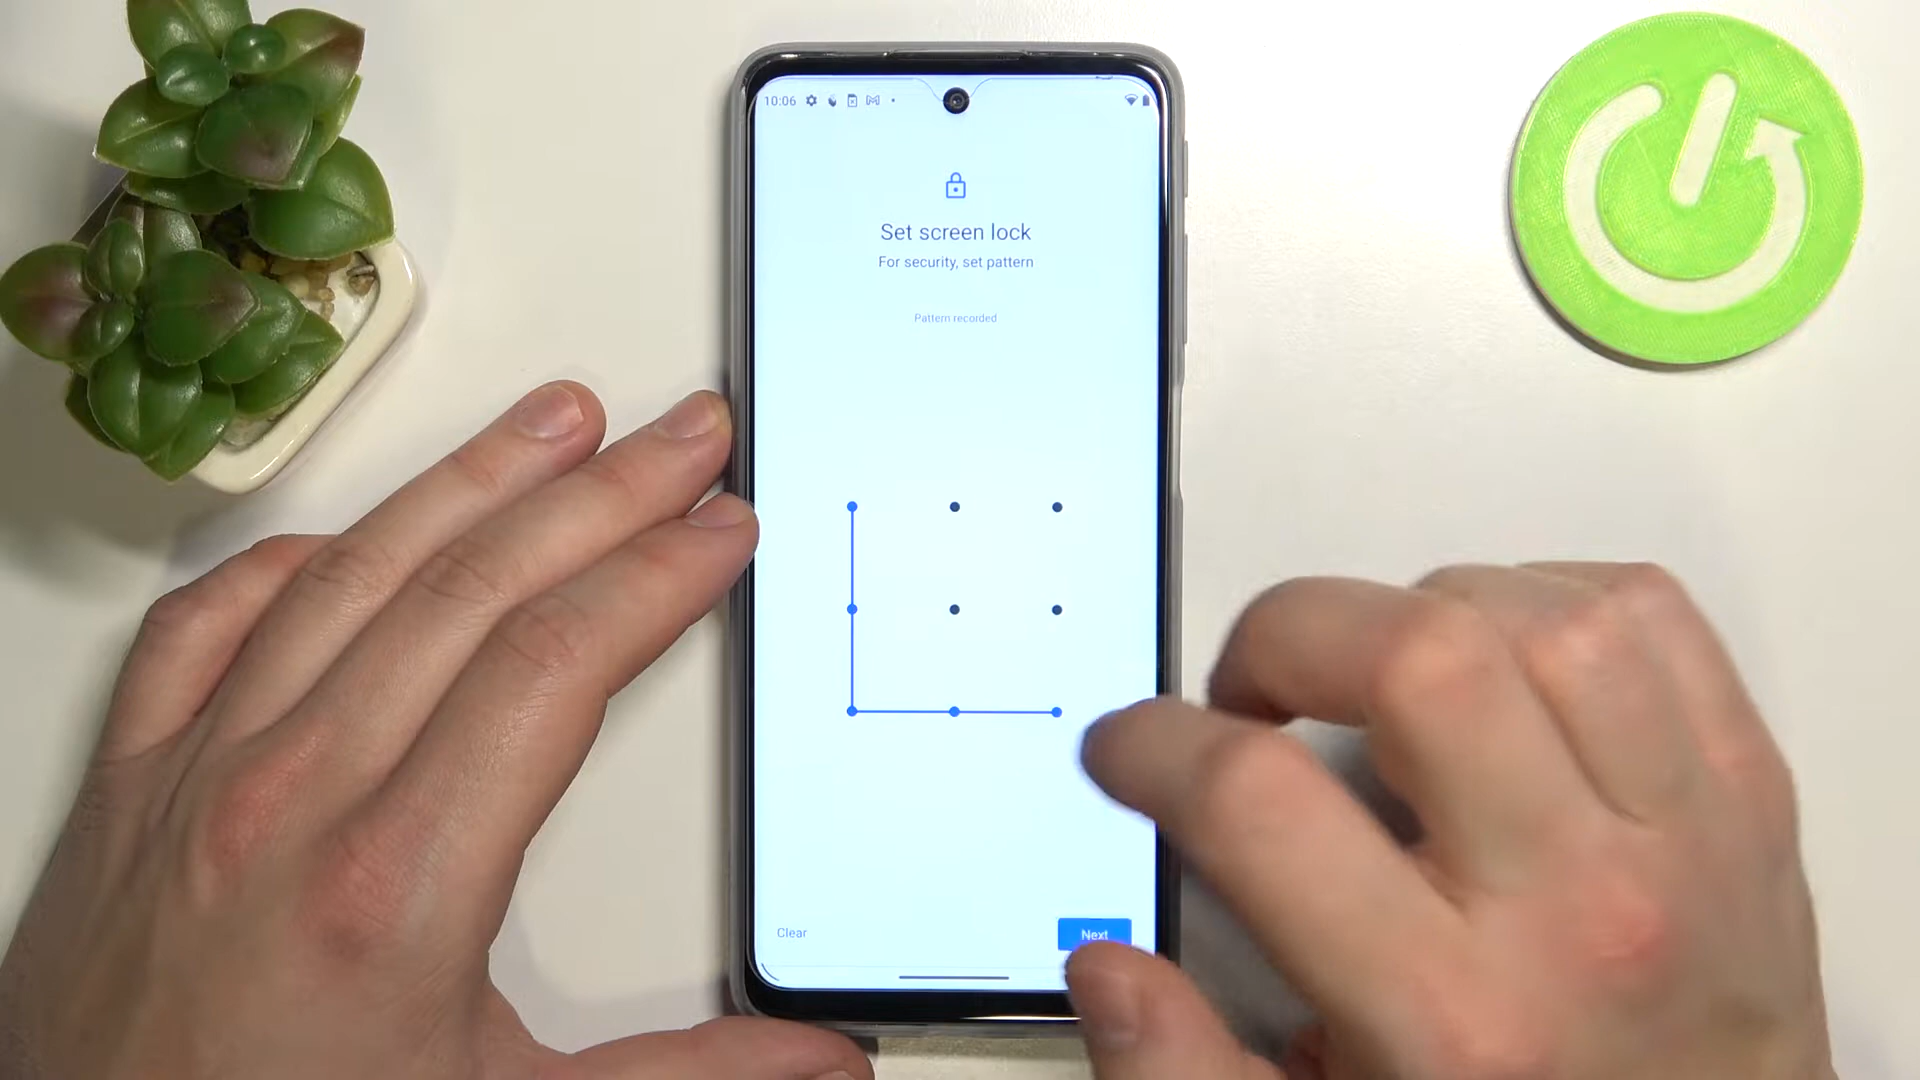 10:06
Set screen lock
For security, set pattern
Pattern recorded
Clear
Next